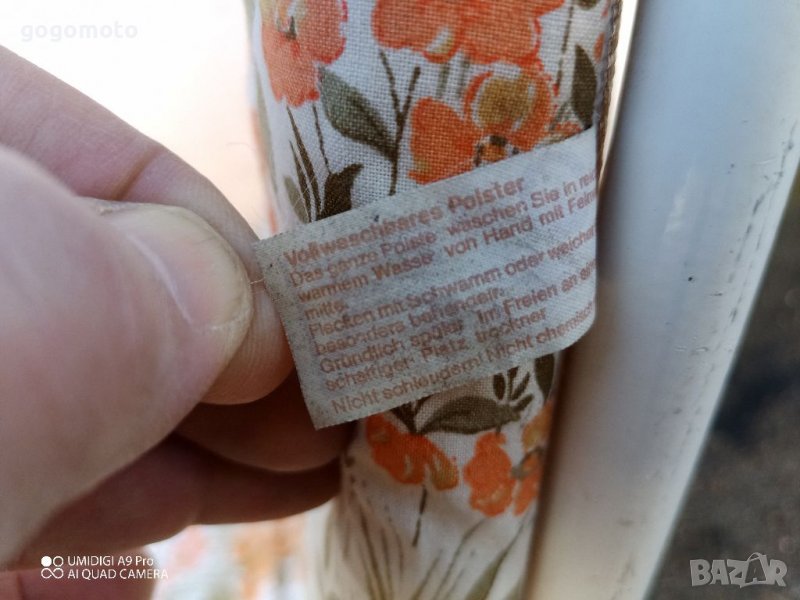 gogomoto
Vollwaschbares Polster
Das ganze Polster waschen Sie in
warmem Wasser von Hand mit
mitte.
Flecken mit Schwamm oder weicher
besonders behandeln.
Gründlich spülen. Im Freien an
schattigem Platz trocknen
Nicht schleudern! Nicht chemisch
UMIDIGI A9 Pro
AI QUAD CAMERA
BAZAR